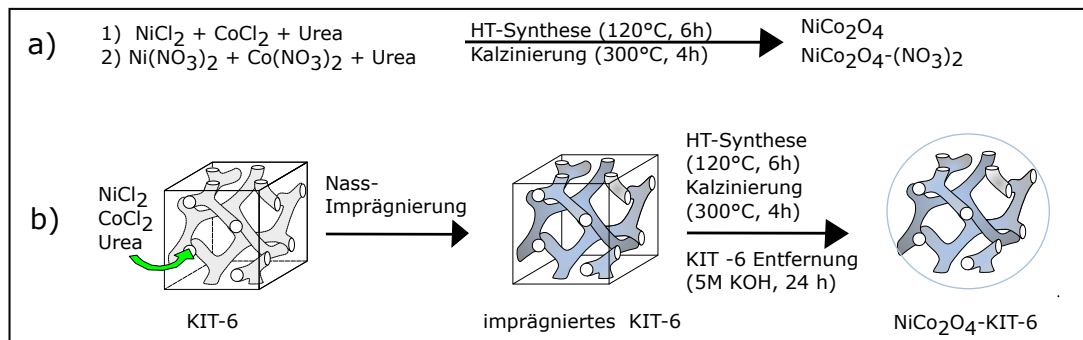 a)
1) NiCl2 + CoCl2 + Urea
2) Ni(NO3)2 + Co(NO3)2 + Urea
HT-Synthese (120°C, 6h)
Kalzinierung (300°C, 4h)
NiCo2O4
NiCo2O4-(NO3)2
b)
NiCl2
CoCl2
Urea
KIT-6
Nass-
Imprägnierung
imprägniertes KIT-6
HT-Synthese
(120°C, 6h)
Kalzinierung
(300°C, 4h)
KIT -6 Entfernung
(5M KOH, 24 h)
NiCo2O4-KIT-6
.